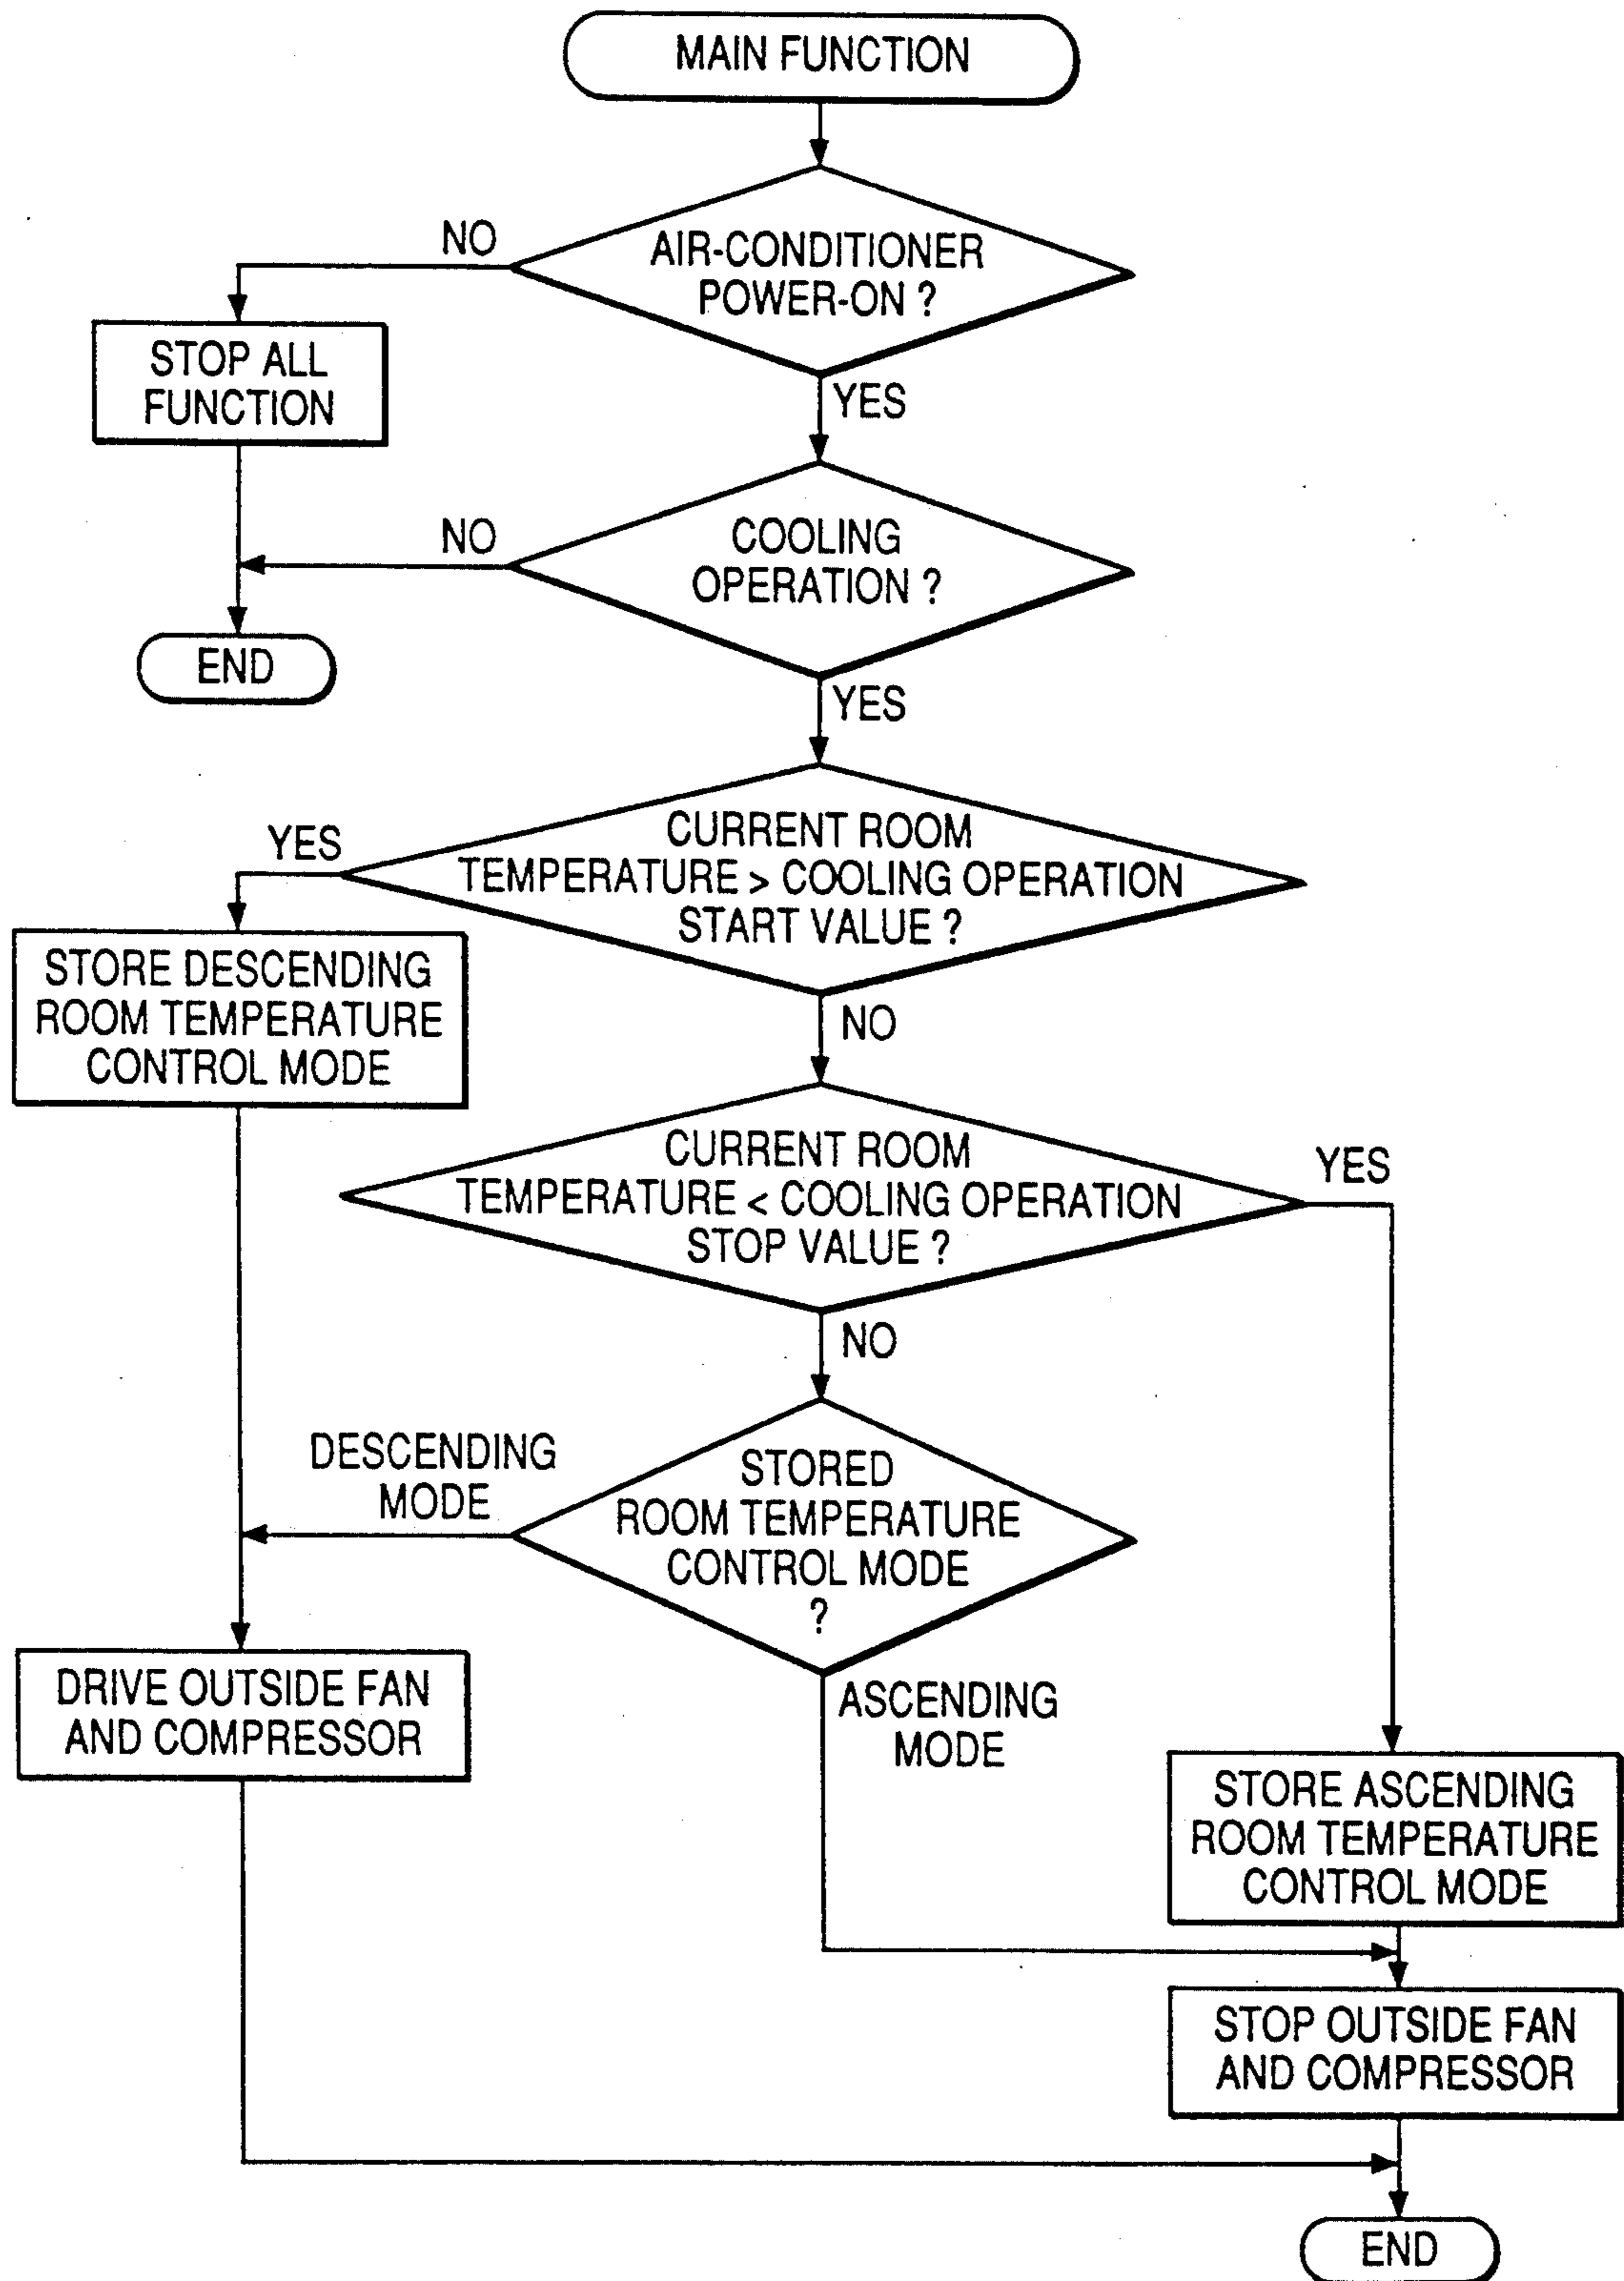 MAIN FUNCTION
NO
AIR-CONDITIONER
POWER-ON ?
STOP ALL
FUNCTION
YES
NO
COOLING
OPERATION ?
END
YES
YES
CURRENT ROOM
TEMPERATURE > COOLING OPERATION
START VALUE ?
STORE DESCENDING
ROOM TEMPERATURE
CONTROL MODE
NO
CURRENT ROOM
TEMPERATURE < COOLING OPERATION
STOP VALUE ?
YES
NO
DESCENDING
MODE
STORED
ROOM TEMPERATURE
CONTROL MODE
?
DRIVE OUTSIDE FAN
AND COMPRESSOR
ASCENDING
MODE
STORE ASCENDING
ROOM TEMPERATURE
CONTROL MODE
STOP OUTSIDE FAN
AND COMPRESSOR
END